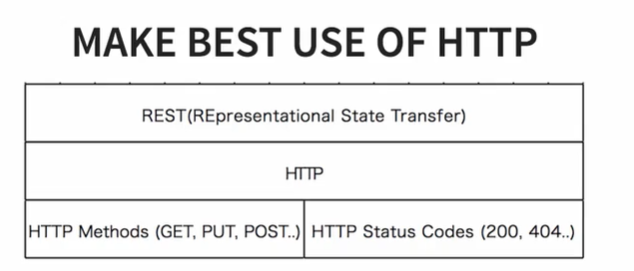 MAKE BEST USE OF HTTP
REST(REpresentational State Transfer)
HTTP
HTTP Methods (GET, PUT, POST..)
HTTP Status Codes (200, 404..)